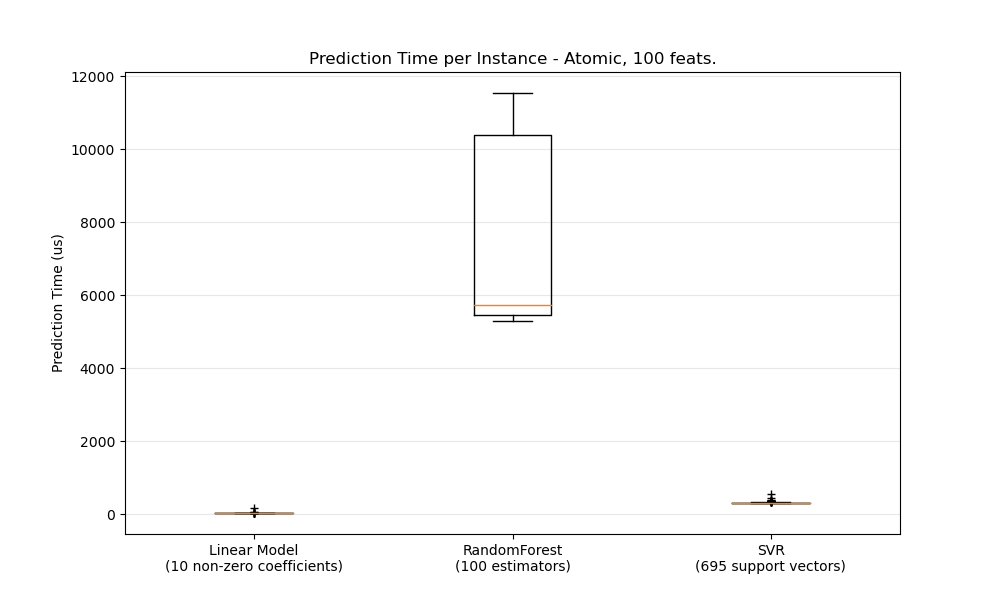 Prediction Time per Instance - Atomic, 100 feats.
Prediction Time (us)
12000
10000
8000
6000
4000
2000
0
Linear Model
(10 non-zero coefficients)
RandomForest
(100 estimators)
SVR
(695 support vectors)